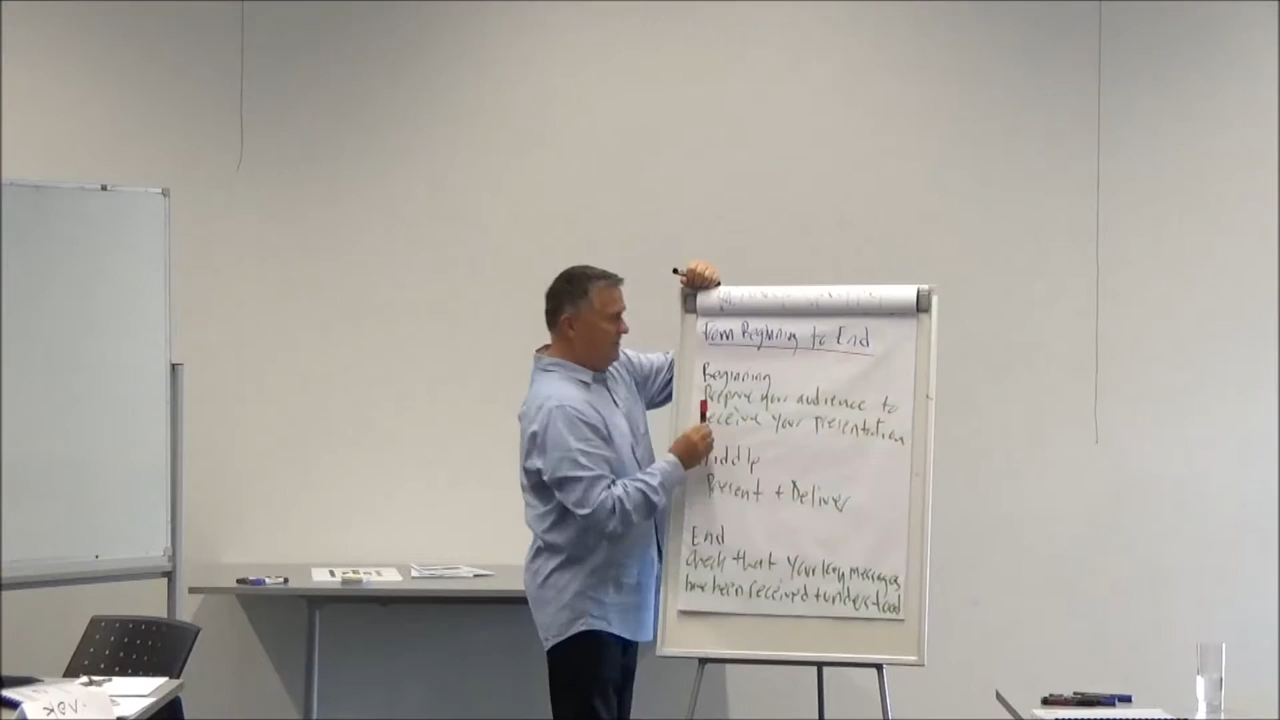 From Beginning to End
Beginning
Prepare your audience to
receive your presentation
Middle
Present + Deliver
End
Check that your key messages
have been received + understood